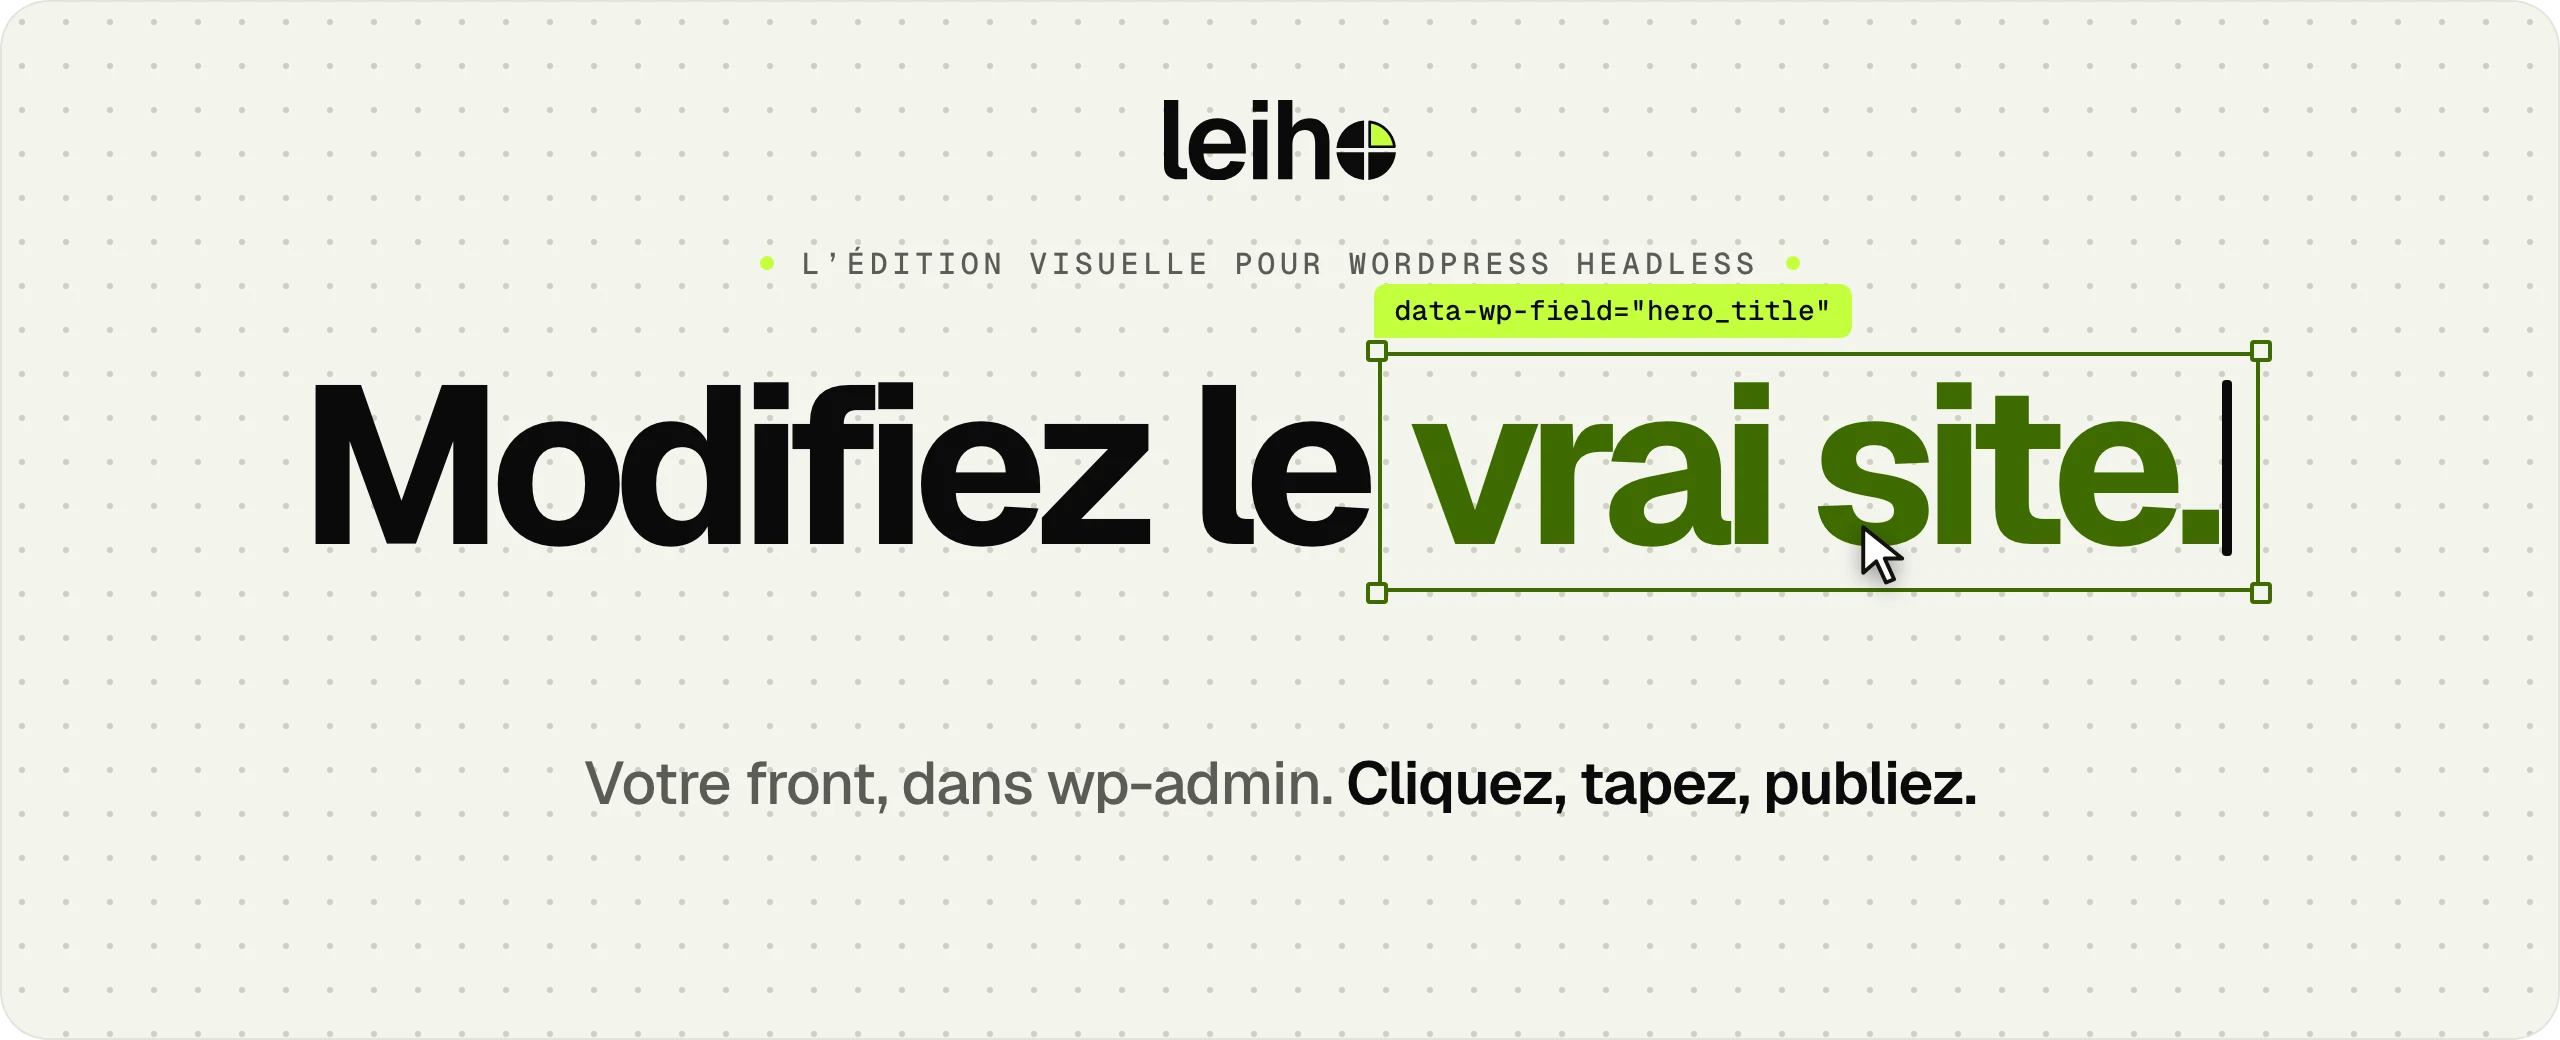 leiho
L’ÉDITION VISUELLE POUR WORDPRESS HEADLESS
data-wp-field="hero_title"
Modifiez le vrai site.
Votre front, dans wp-admin. Cliquez, tapez, publiez.